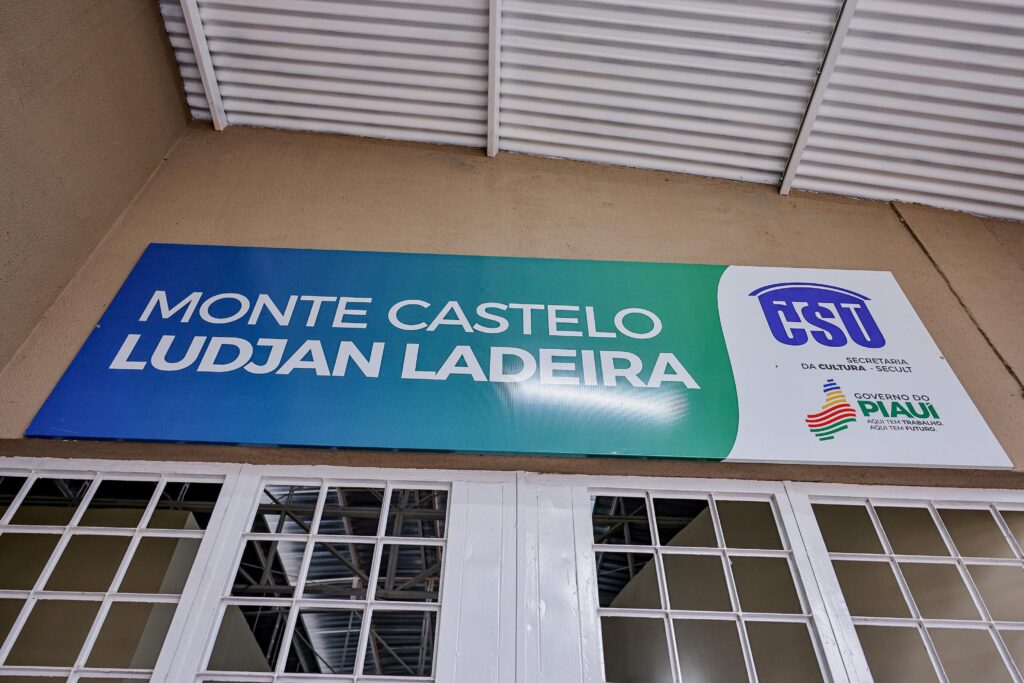 MONTE CASTELO
LUDJAN LADEIRA
CSU
SECRETARIA
DA CULTURA - SECULT
GOVERNO DO
PIAUÍ
AQUI TEM TRABALHO.
AQUI TEM FUTURO.